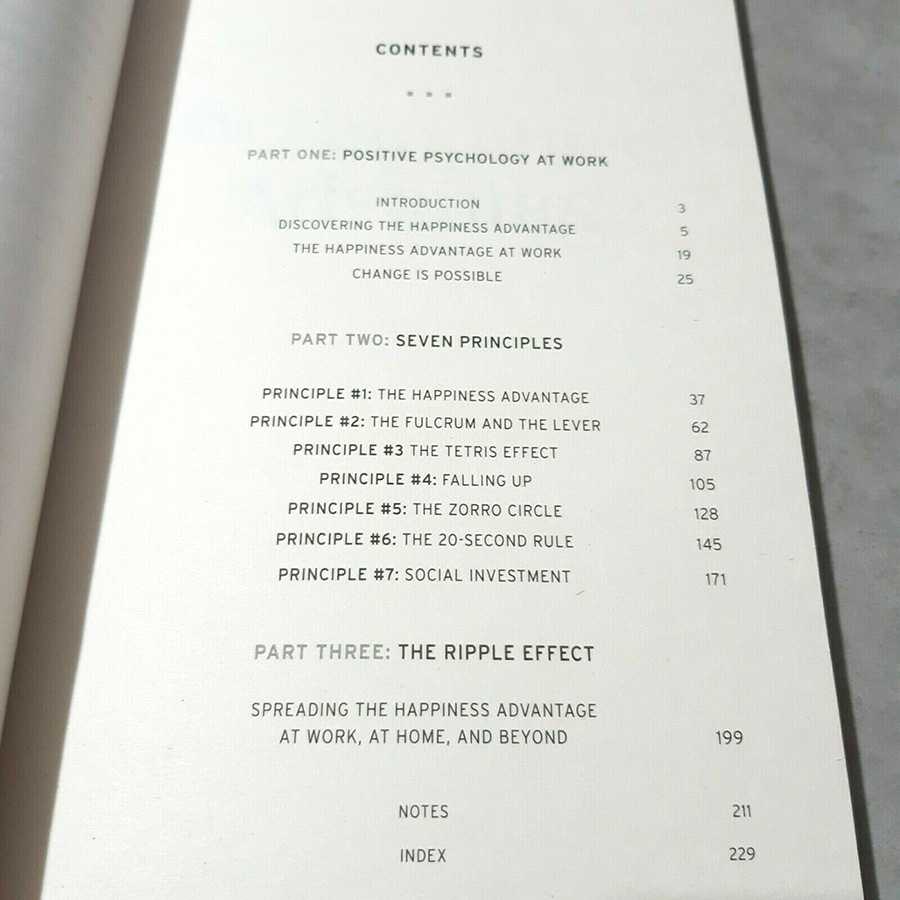 CONTENTS
PART ONE: POSITIVE PSYCHOLOGY AT WORK
INTRODUCTION 3
DISCOVERING THE HAPPINESS ADVANTAGE 5
THE HAPPINESS ADVANTAGE AT WORK 19
CHANGE IS POSSIBLE 25
PART TWO: SEVEN PRINCIPLES
PRINCIPLE #1: THE HAPPINESS ADVANTAGE 37
PRINCIPLE #2: THE FULCRUM AND THE LEVER 62
PRINCIPLE #3 THE TETRIS EFFECT 87
PRINCIPLE #4: FALLING UP 105
PRINCIPLE #5: THE ZORRO CIRCLE 128
PRINCIPLE #6: THE 20-SECOND RULE 145
PRINCIPLE #7: SOCIAL INVESTMENT 171
PART THREE: THE RIPPLE EFFECT
SPREADING THE HAPPINESS ADVANTAGE
AT WORK, AT HOME, AND BEYOND 199
NOTES 211
INDEX 229